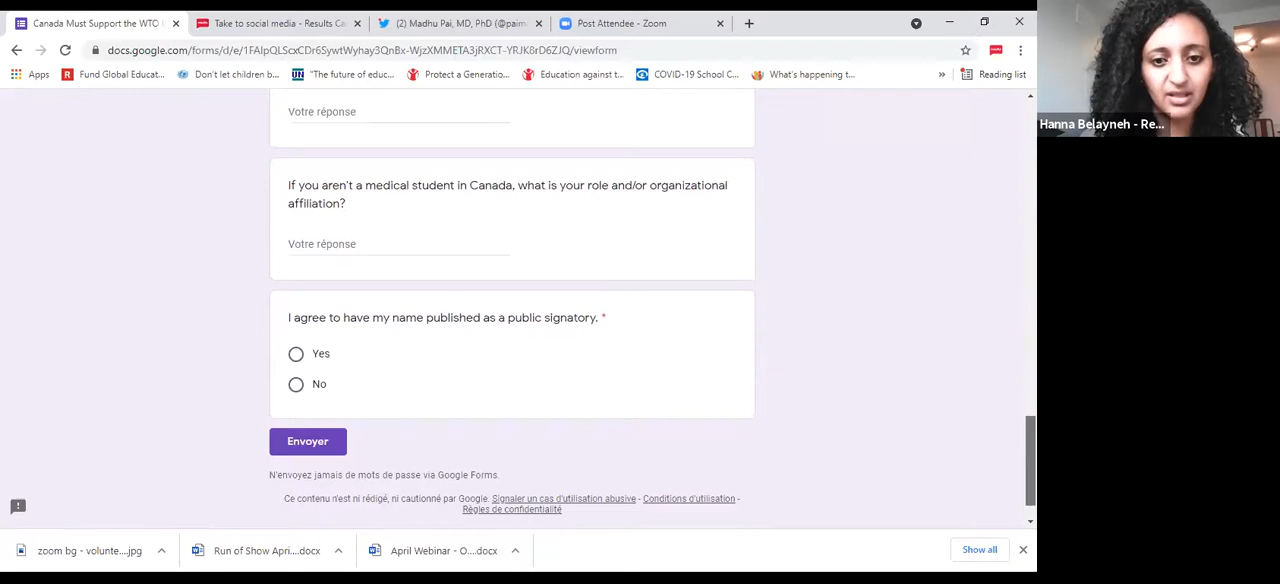 Canada Must Support the WTO
Take to social media - Results Ca
(2) Madhu Pai, MD, PhD (@paim
Post Attendee - Zoom
docs.google.com/forms/d/e/1FAIpQLScxCDr6SywtWyhay3QnBx-WjzXMMETA3jRXCT-YRJK8rD6ZJQ/viewform
Apps
Fund Global Educat...
Don't let children b...
"The future of educ...
Protect a Generatio...
Education against t...
COVID-19 School C...
What's happening t...
»
Reading list
Hanna Belayneh - Re...
Votre réponse
If you aren't a medical student in Canada, what is your role and/or organizational
affiliation?
Votre réponse
I agree to have my name published as a public signatory. *
Yes
No
Envoyer
N'envoyez jamais de mots de passe via Google Forms.
Ce contenu n'est ni rédigé, ni cautionné par Google. Signaler un cas d'utilisation abusive - Conditions d'utilisation -
Règles de confidentialité
zoom bg - volunte....jpg
Run of Show Apri....docx
April Webinar - O....docx
Show all